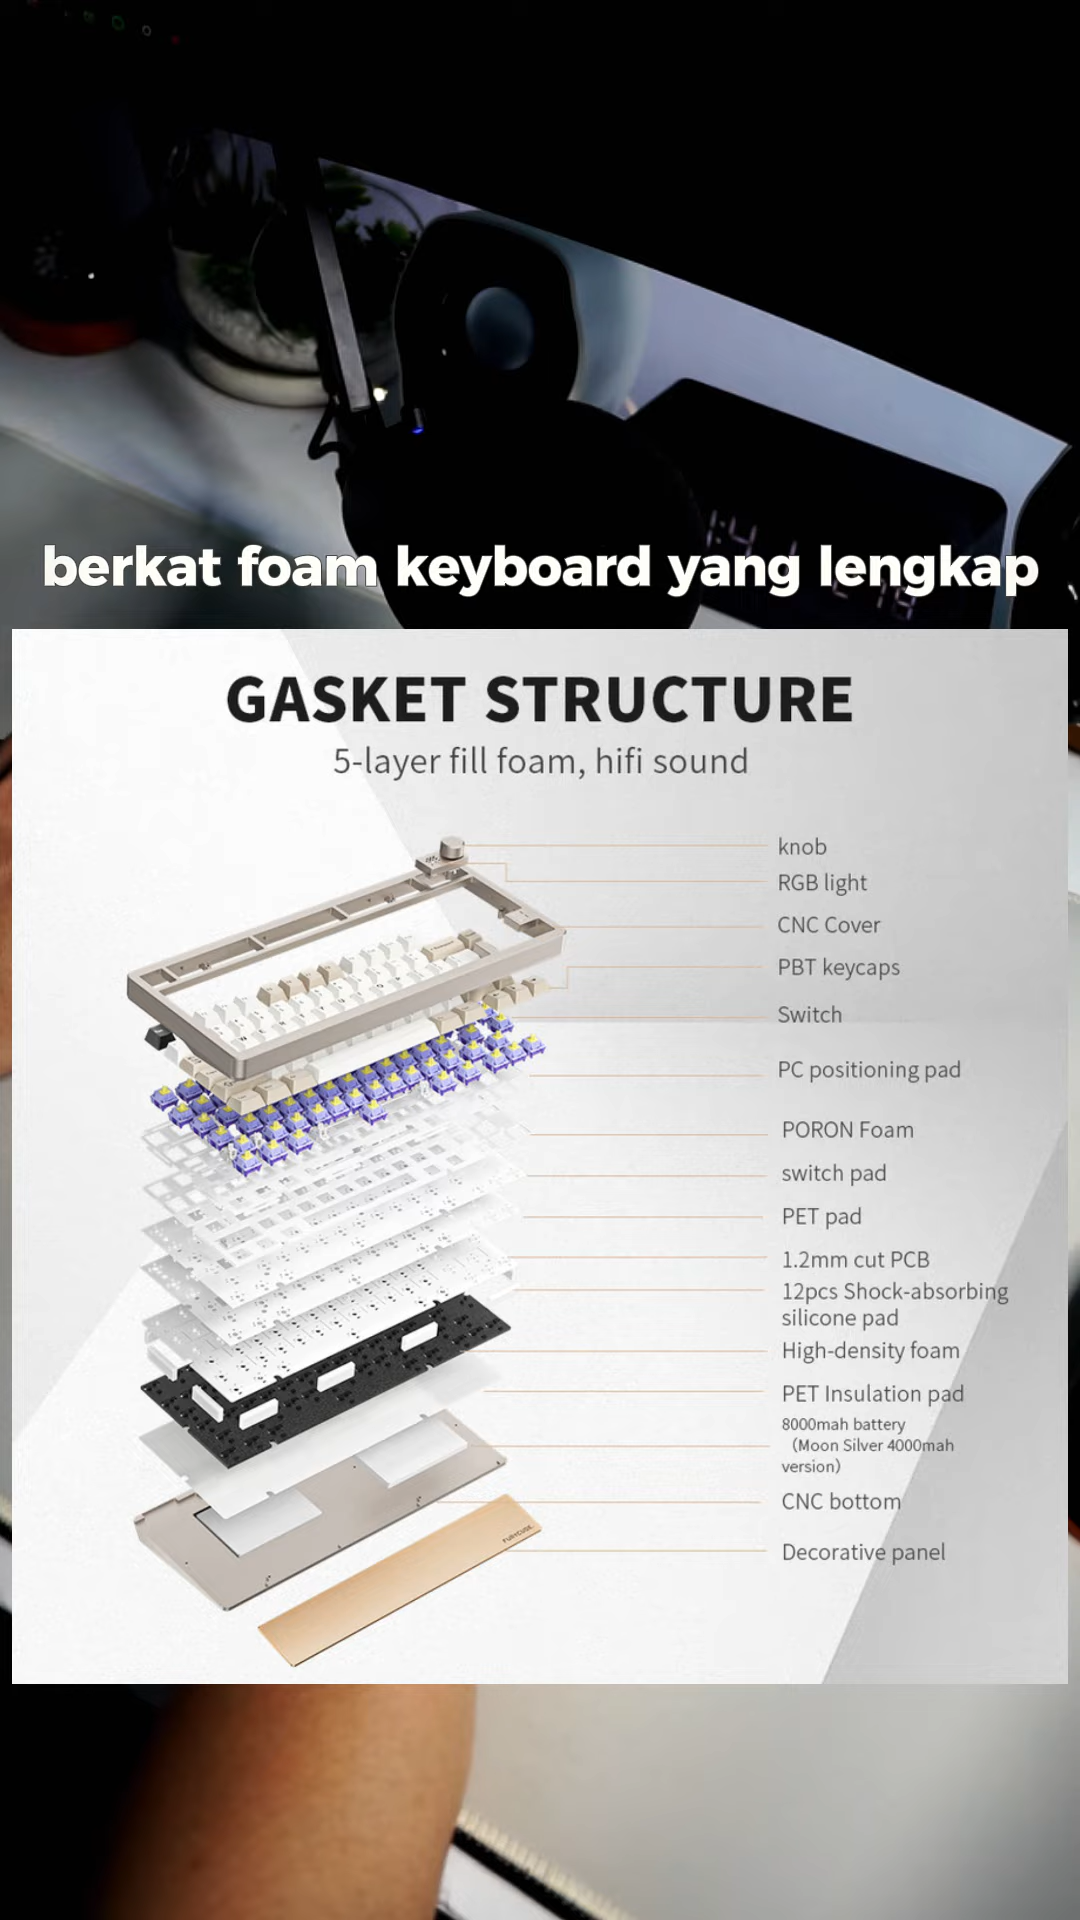 berkat foam keyboard yang lengkap
GASKET STRUCTURE
5-layer fill foam, hifi sound
knob
RGB light
CNC Cover
PBT keycaps
Switch
PC positioning pad
PORON Foam
switch pad
PET pad
1.2mm cut PCB
12pcs Shock-absorbing
silicone pad
High-density foam
PET Insulation pad
8000mah battery
（Moon Silver 4000mah
version）
CNC bottom
Decorative panel